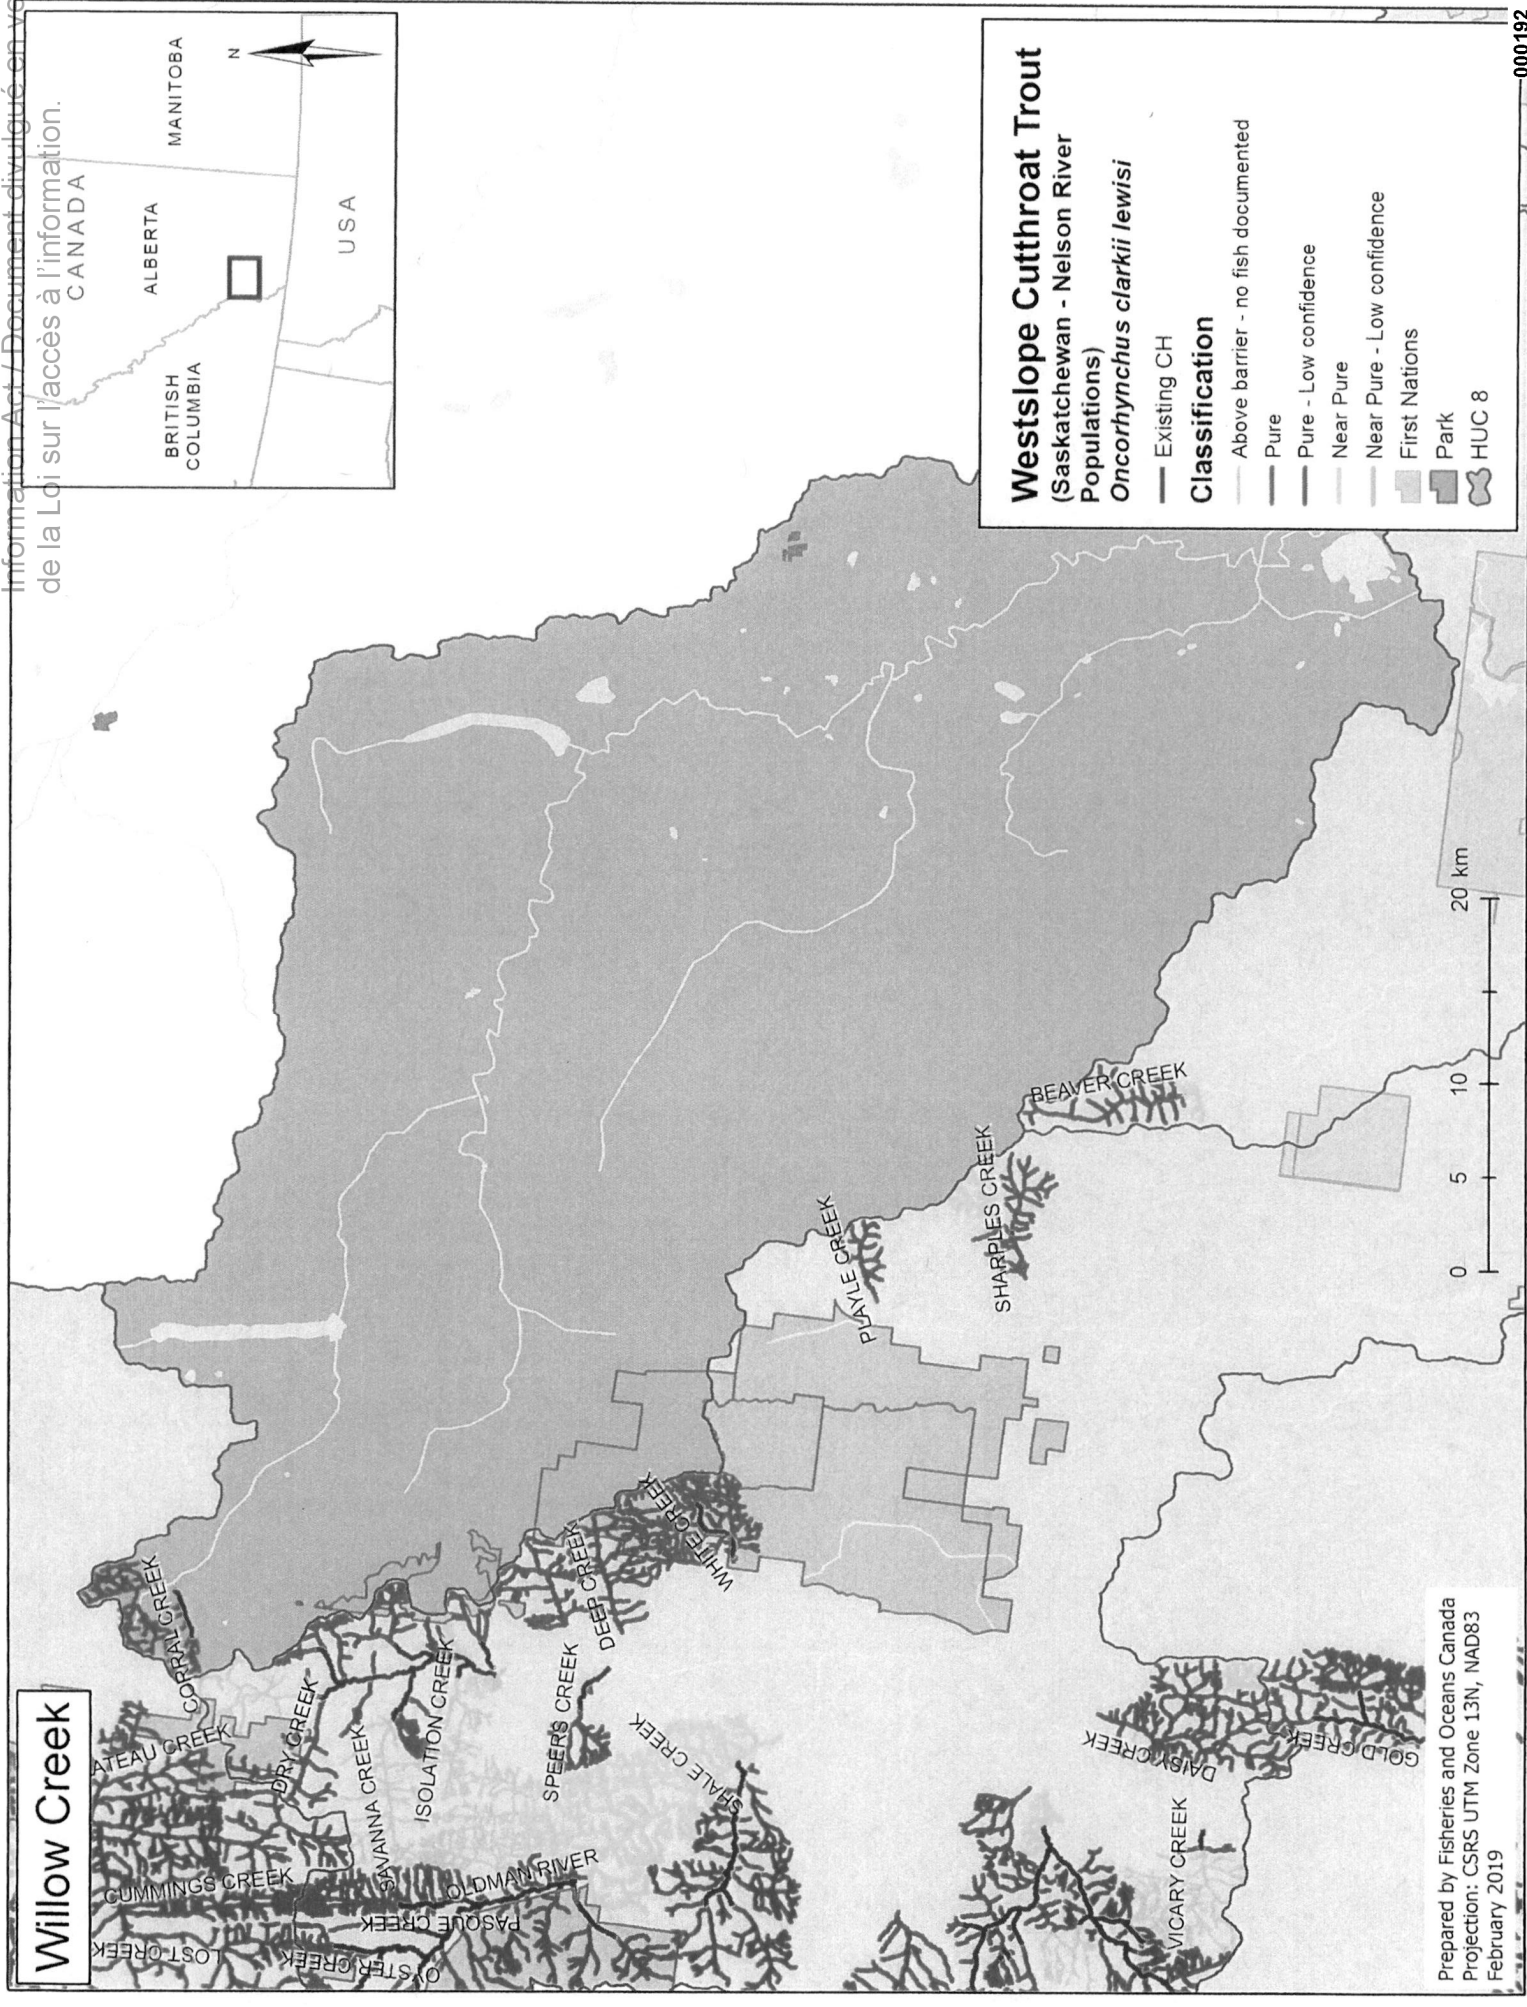 Information Act / Document divulgué en
de la Loi sur l'accès à l'information.
Willow Creek
CANADA
BRITISH
COLUMBIA
ALBERTA
MANITOBA
USA
N
ATEAU CREEK
CORRAL CREEK
CUMMINGS CREEK
LOST CREEK
DRY CREEK
OYSTER CREEK
PASQUE CREEK
SAVANNA CREEK
ISOLATION CREEK
OLDMAN RIVER
SPEERS CREEK
DEEP CREEK
WHITE CREEK
SHALE CREEK
PLAYLE CREEK
SHARPLES CREEK
BEAVER CREEK
DAISY CREEK
VICARY CREEK
GOLD CREEK
Westslope Cutthroat Trout
(Saskatchewan - Nelson River
Populations)
Oncorhynchus clarkii lewisi
Existing CH
Classification
Above barrier - no fish documented
Pure
Pure - Low confidence
Near Pure
Near Pure - Low confidence
First Nations
Park
HUC 8
0 5 10 20 km
Prepared by Fisheries and Oceans Canada
Projection: CSRS UTM Zone 13N, NAD83
February 2019
000192